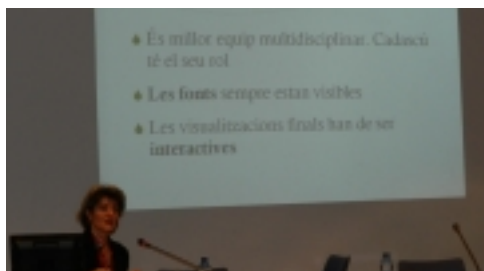 És millor equip multidisciplinar. Cadascú
té el seu rol
Les fonts sempre estan visibles
Les visualitzacions finals han de ser
interactives